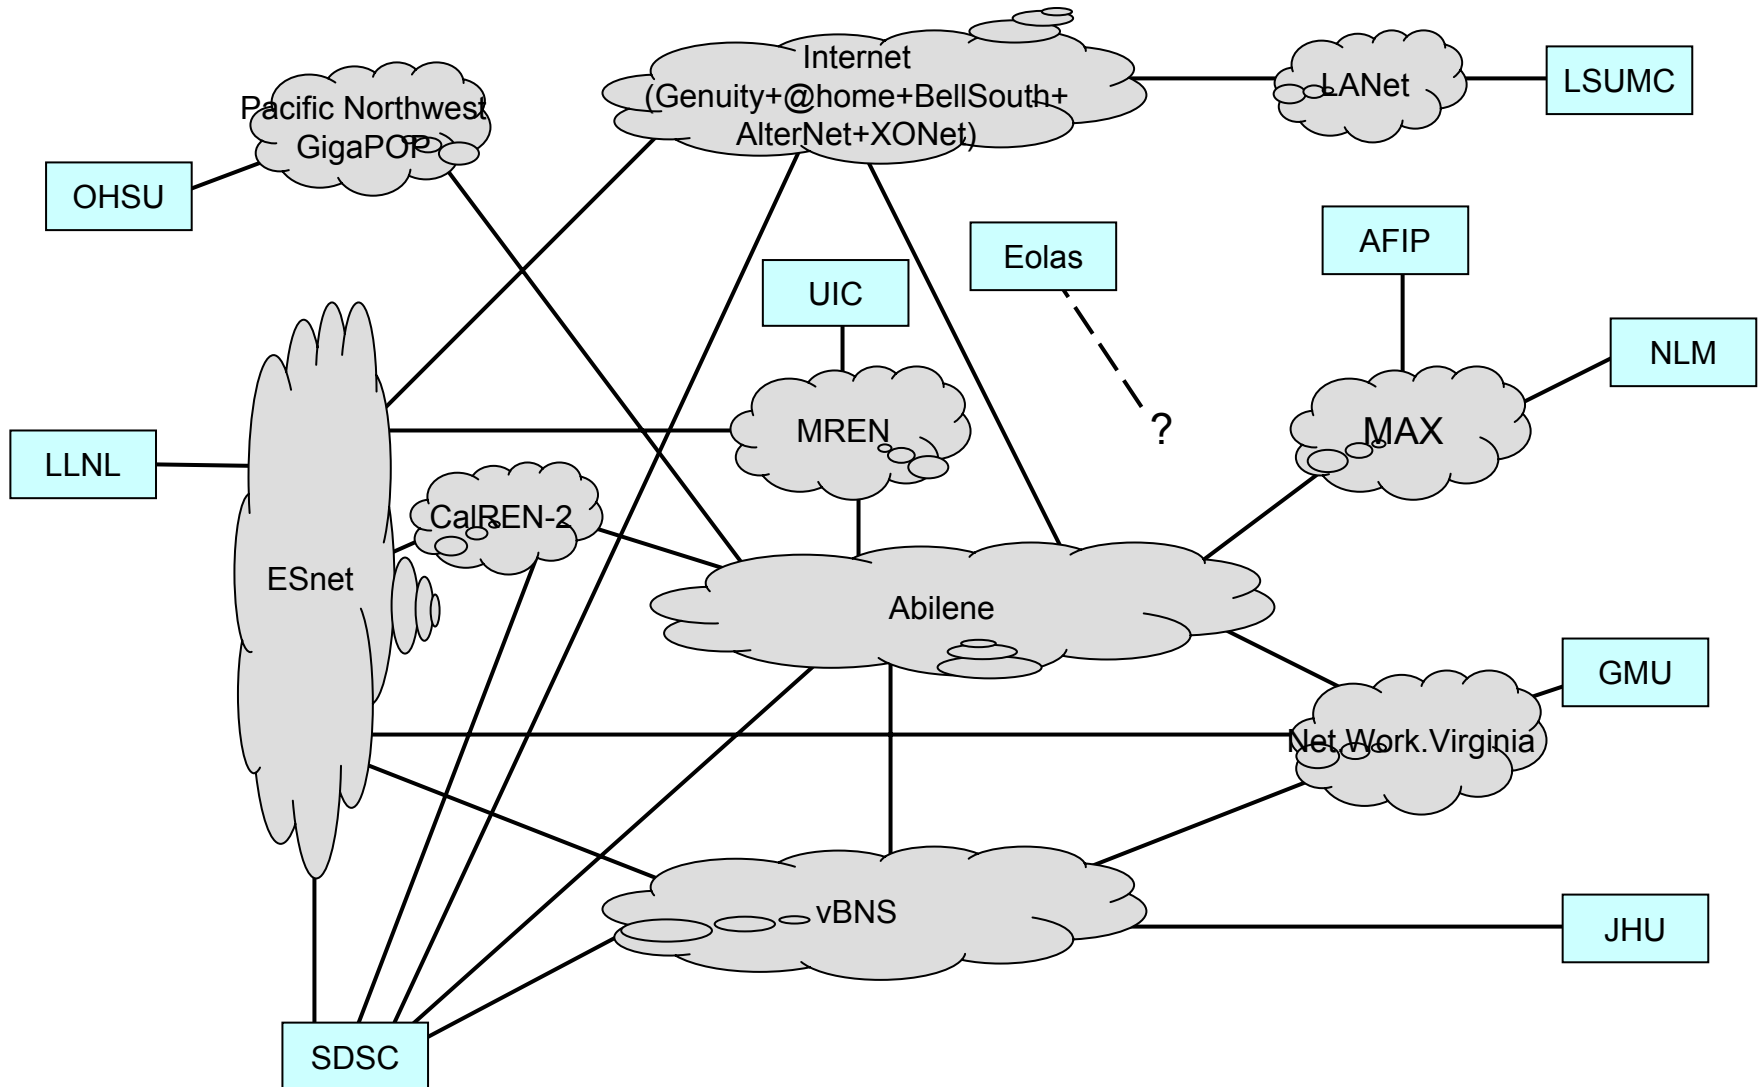 Internet
(Genuity+@home+BellSouth+
AlterNet+XONet)
LANet
LSUMC
Pacific Northwest
GigaPOP
OHSU
Eolas
AFIP
UIC
NLM
MREN
?
MAX
LLNL
CalREN-2
ESnet
Abilene
GMU
Net.Work.Virginia
vBNS
JHU
SDSC